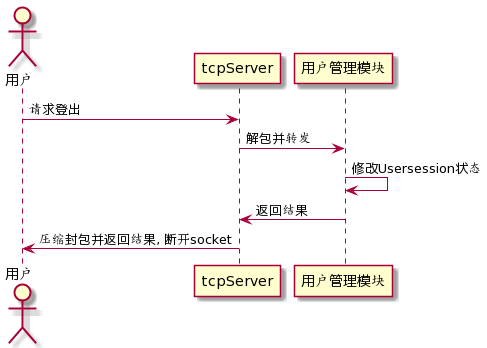 用户
tcpServer
用户管理模块
请求登出
解包并转发
修改Usersession状态
返回结果
压缩封包并返回结果, 断开socket
用户
tcpServer
用户管理模块